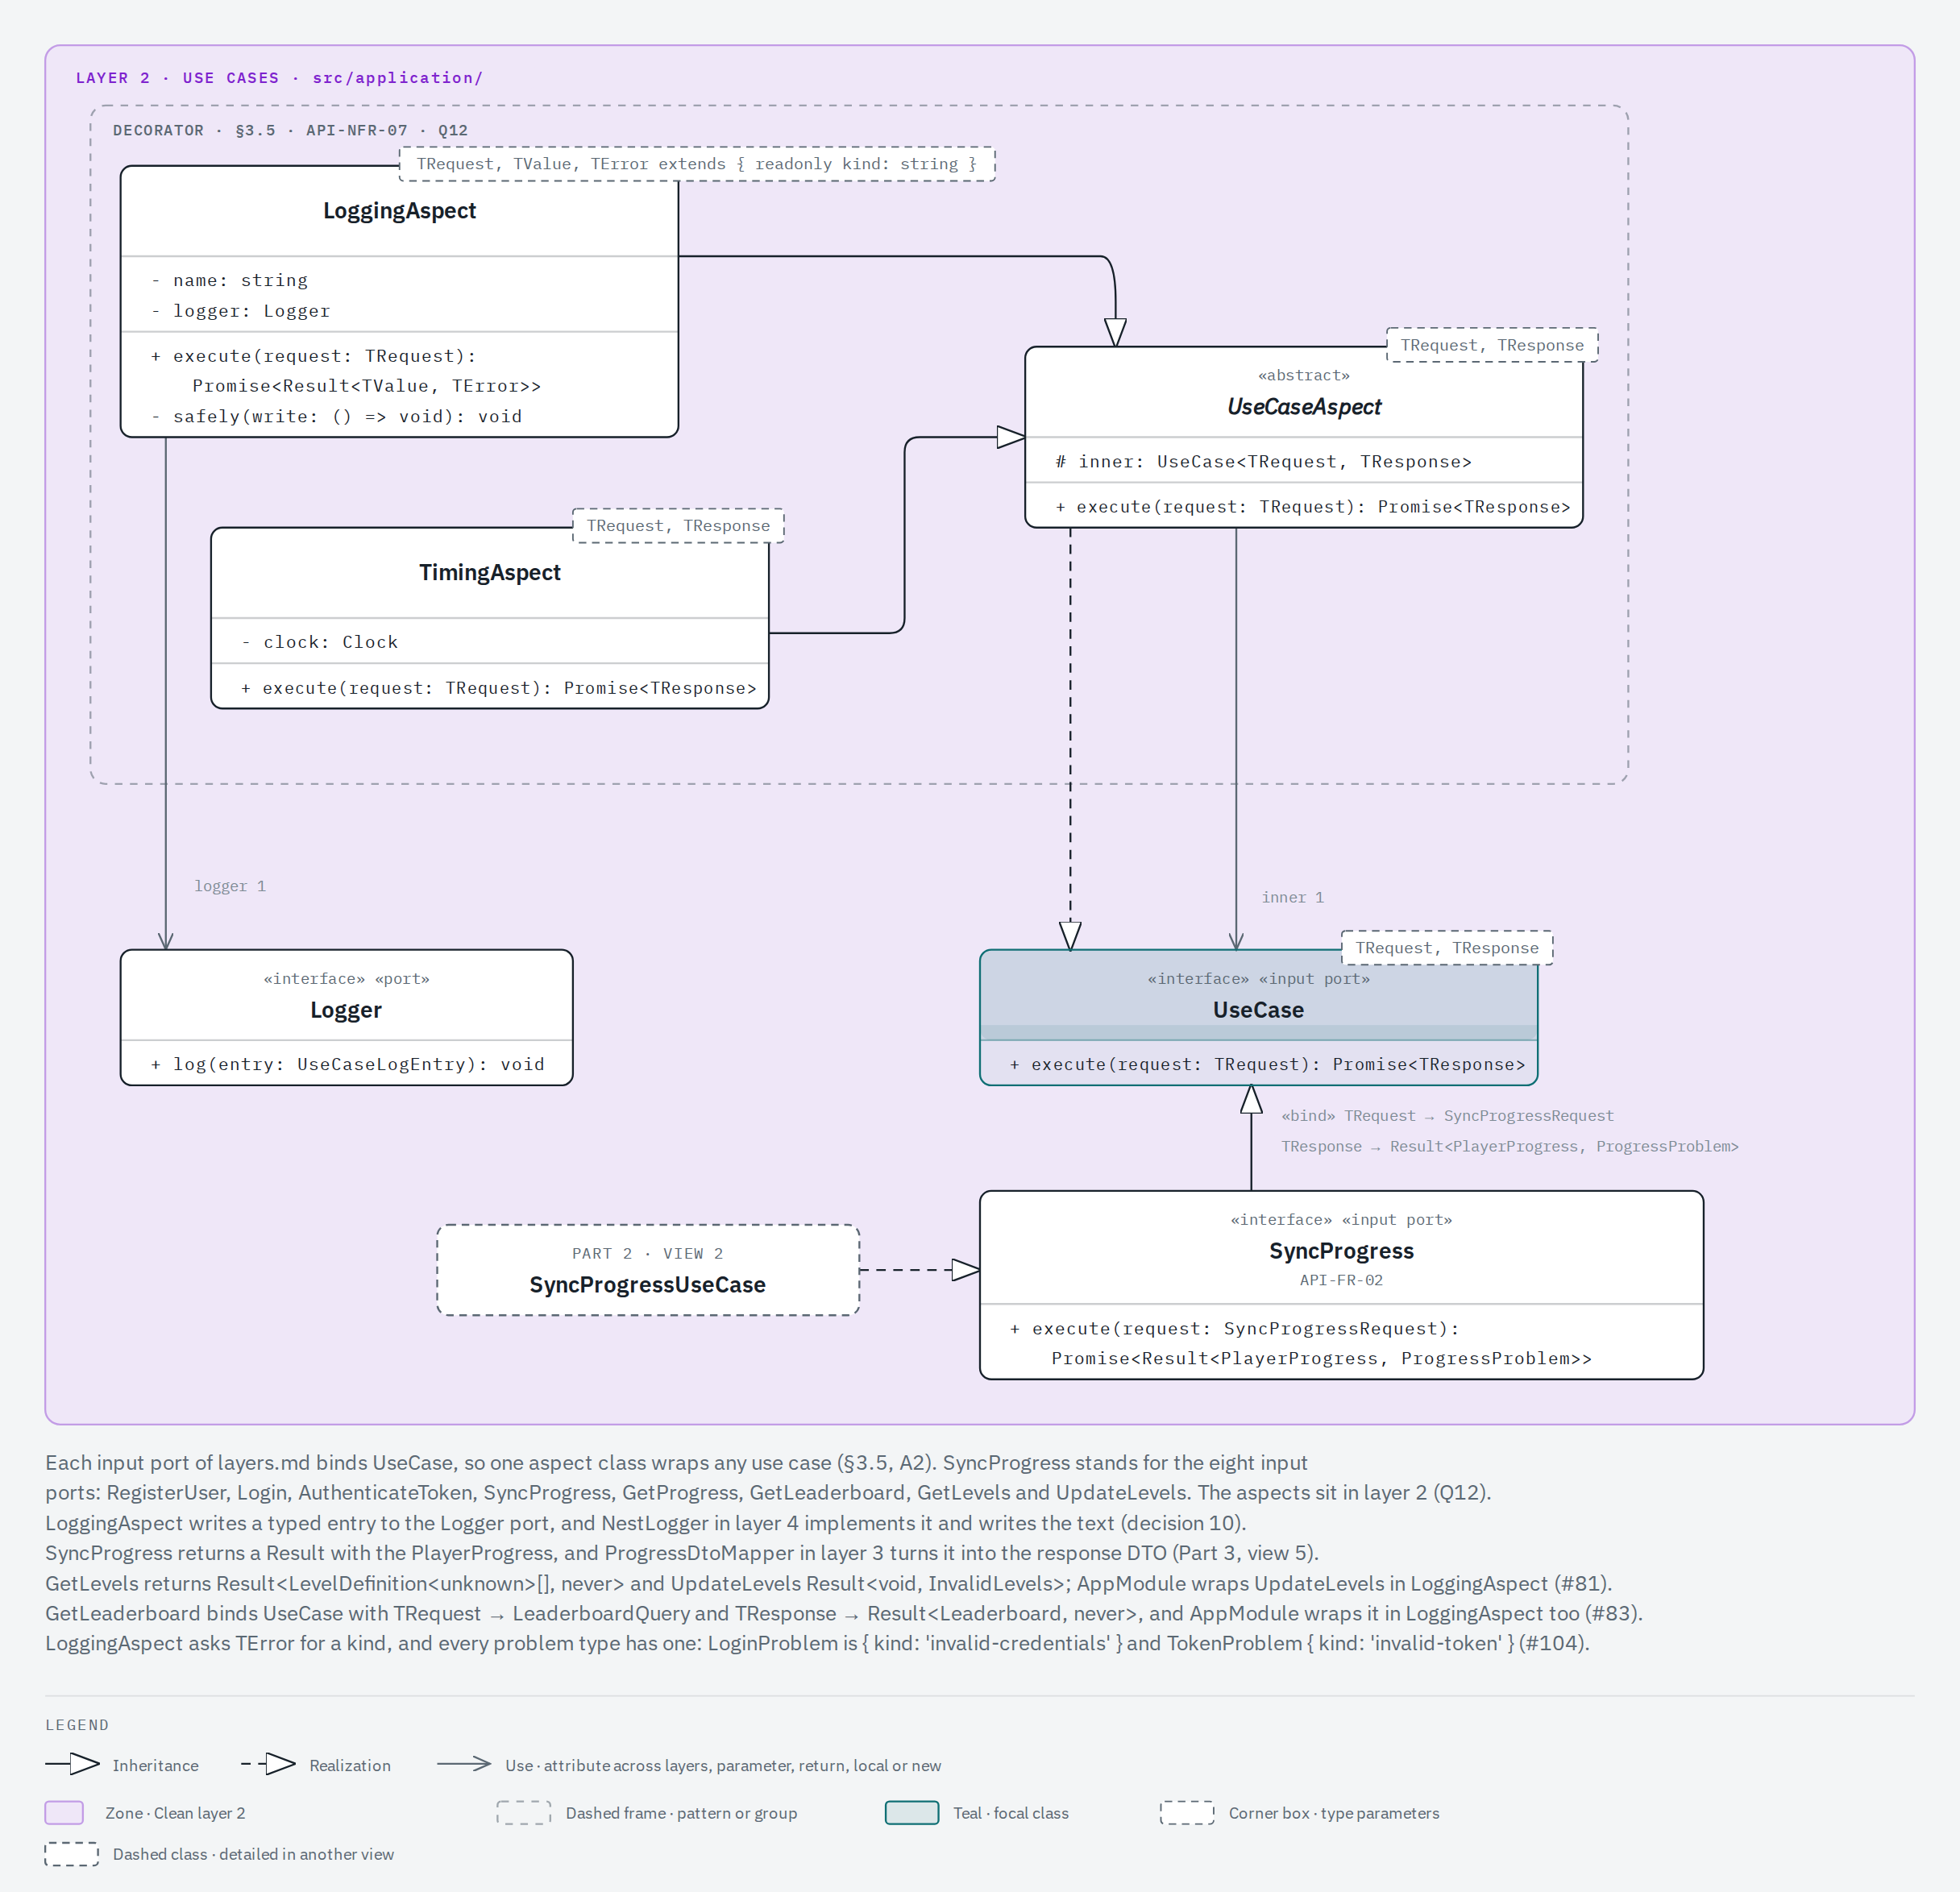 LAYER 2 · USE CASES · src/application/
DECORATOR · §3.5 · API-NFR-07 · Q12
TRequest, TValue, TError extends { readonly kind: string }
LoggingAspect
- name: string
- logger: Logger
+ execute(request: TRequest):
Promise<Result<TValue, TError>>
- safely(write: () => void): void
TRequest, TResponse
«abstract»
UseCaseAspect
# inner: UseCase<TRequest, TResponse>
+ execute(request: TRequest): Promise<TResponse>
TRequest, TResponse
TimingAspect
- clock: Clock
+ execute(request: TRequest): Promise<TResponse>
logger 1
inner 1
«interface» «port»
Logger
+ log(entry: UseCaseLogEntry): void
TRequest, TResponse
«interface» «input port»
UseCase
+ execute(request: TRequest): Promise<TResponse>
«bind» TRequest → SyncProgressRequest
TResponse → Result<PlayerProgress, ProgressProblem>
PART 2 · VIEW 2
SyncProgressUseCase
«interface» «input port»
SyncProgress
API-FR-02
+ execute(request: SyncProgressRequest):
Promise<Result<PlayerProgress, ProgressProblem>>
Each input port of layers.md binds UseCase, so one aspect class wraps any use case (§3.5, A2). SyncProgress stands for the eight input
ports: RegisterUser, Login, AuthenticateToken, SyncProgress, GetProgress, GetLeaderboard, GetLevels and UpdateLevels. The aspects sit in layer 2 (Q12).
LoggingAspect writes a typed entry to the Logger port, and NestLogger in layer 4 implements it and writes the text (decision 10).
SyncProgress returns a Result with the PlayerProgress, and ProgressDtoMapper in layer 3 turns it into the response DTO (Part 3, view 5).
GetLevels returns Result<LevelDefinition<unknown>[], never> and UpdateLevels Result<void, InvalidLevels>; AppModule wraps UpdateLevels in LoggingAspect (#81).
GetLeaderboard binds UseCase with TRequest → LeaderboardQuery and TResponse → Result<Leaderboard, never>, and AppModule wraps it in LoggingAspect too (#83).
LoggingAspect asks TError for a kind, and every problem type has one: LoginProblem is { kind: 'invalid-credentials' } and TokenProblem { kind: 'invalid-token' } (#104).
LEGEND
Inheritance
Realization
Use · attribute across layers, parameter, return, local or new
Zone · Clean layer 2
Dashed frame · pattern or group
Teal · focal class
Corner box · type parameters
Dashed class · detailed in another view